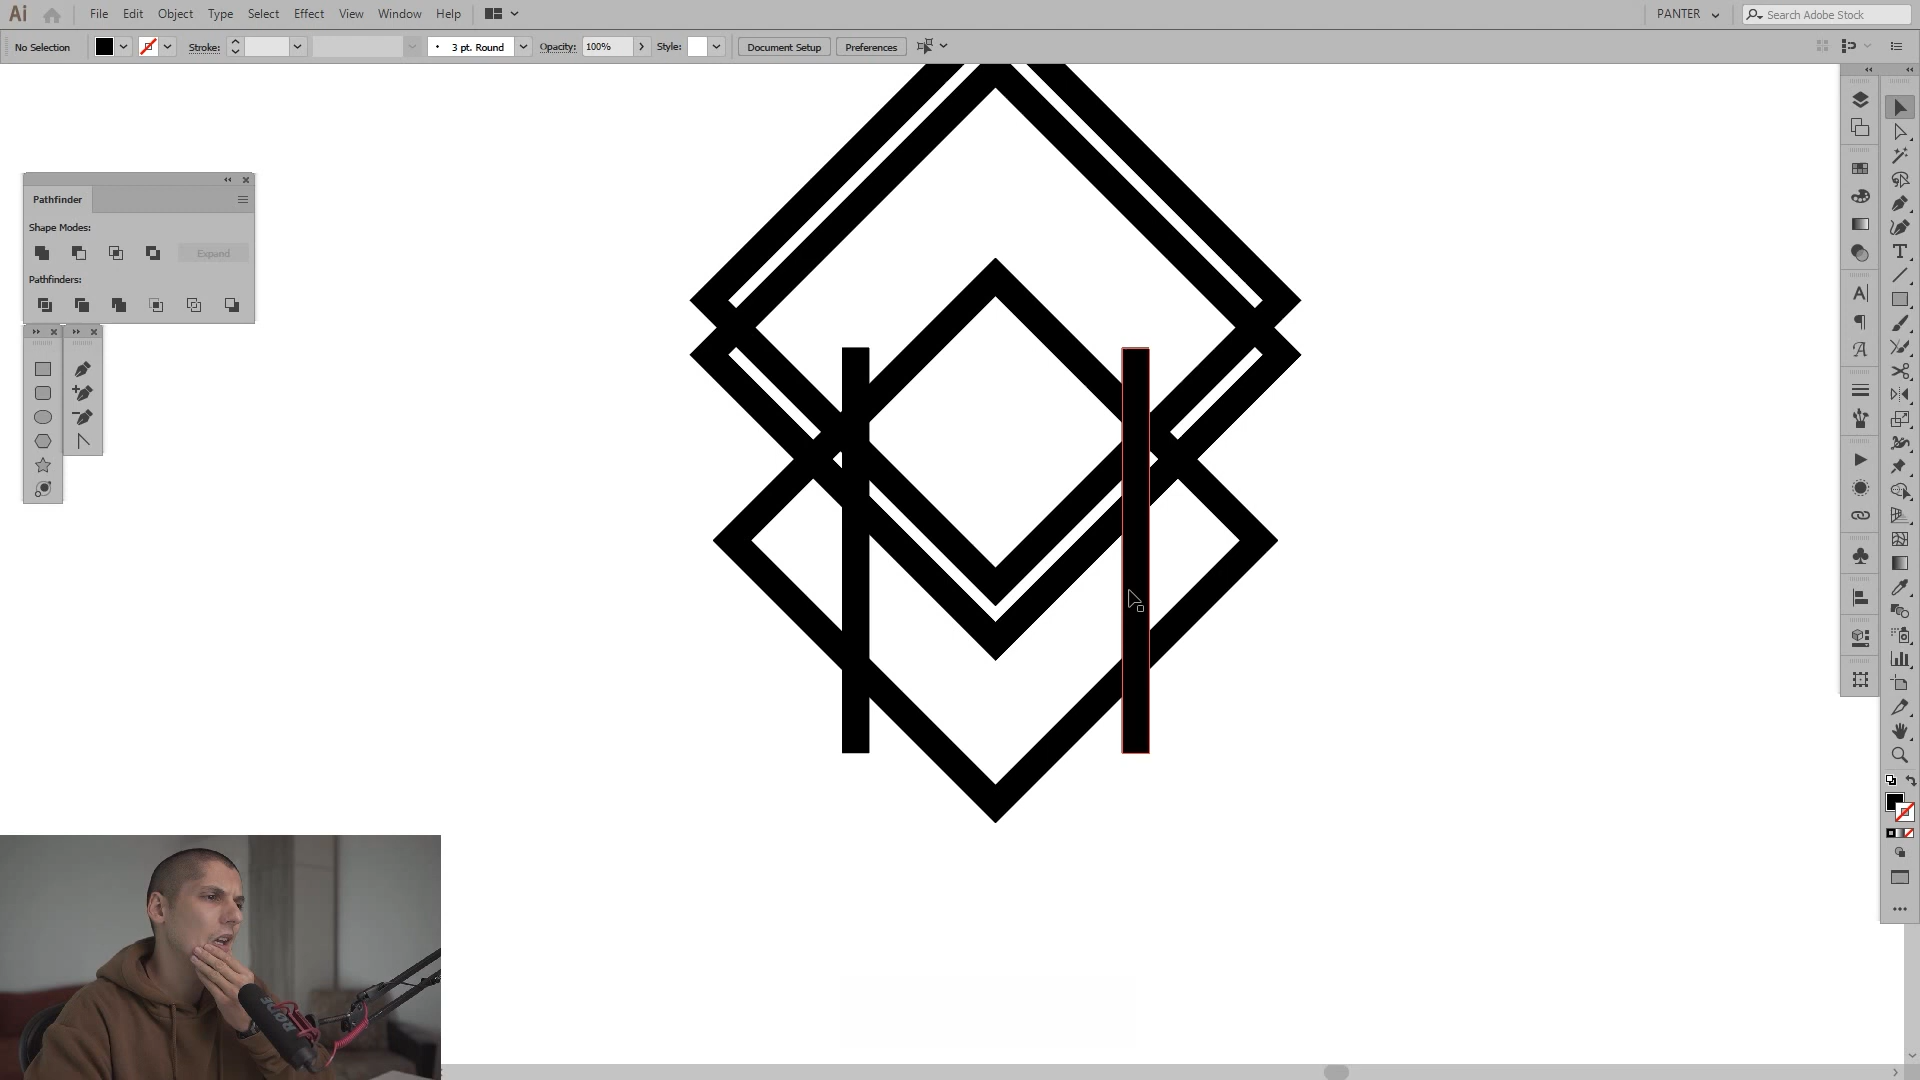 Ai File Edit Object Type Select Effect View Window Help PANTER Search Adobe Stock
No Selection Stroke: 3 pt. Round Opacity: 100% Style: Document Setup Preferences
Pathfinder
Shape Modes:
Expand
Pathfinders:
RODE